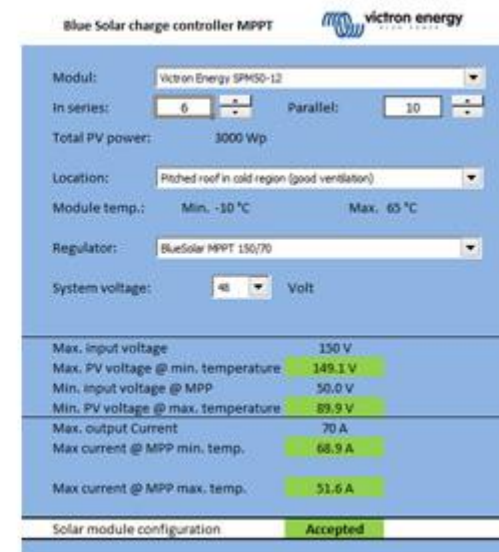 Blue Solar charge controller MPPT
victron energy
BLUE POWER
Modul: Victron Energy SPM50-12
In series: 6 Parallel: 10
Total PV power: 3000 Wp
Location: Pitched roof in cold region (good ventilation)
Module temp.: Min. -10 °C Max. 65 °C
Regulator: BlueSolar MPPT 150/70
System voltage: 48 Volt
Max. input voltage 150 V
Max. PV voltage @ min. temperature 149.1 V
Min. input voltage @ MPP 50.0 V
Min. PV voltage @ max. temperature 89.9 V
Max. output Current 70 A
Max current @ MPP min. temp. 68.9 A
Max current @ MPP max. temp. 51.6 A
Solar module configuration Accepted